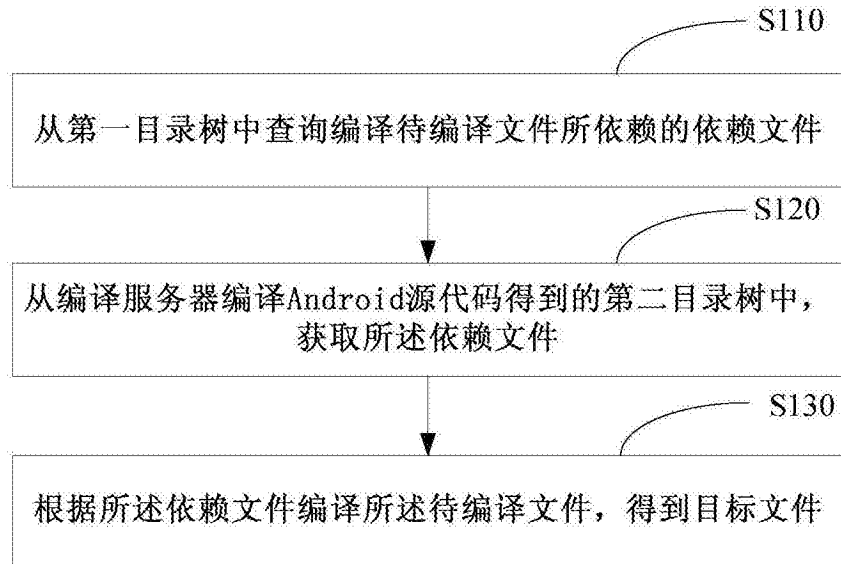 S110
从第一目录树中查询编译待编译文件所依赖的依赖文件
S120
从编译服务器编译Android源代码得到的第二目录树中，
获取所述依赖文件
S130
根据所述依赖文件编译所述待编译文件，得到目标文件